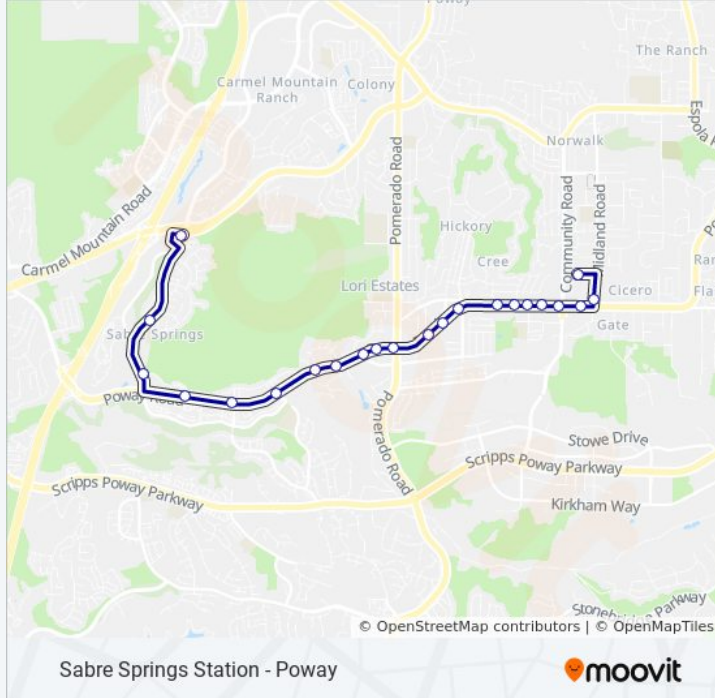 Poway
The Ranch
Carmel Mountain
Ranch
Colony
Espola
Norwalk
Pomerado Road
Community Road
Midland Road
Carmel Mountain Road
Hickory
Cree
Lori Estates
Cicero
Gate
Sabre Springs
Poway Road
Pomerado Road
Stowe Drive
Scripps Poway Parkway
Scripps Poway Parkway
Kirkham Way
Stonebridge Parkway
© OpenStreetMap contributors | © OpenMapTiles
Sabre Springs Station - Poway
moovit